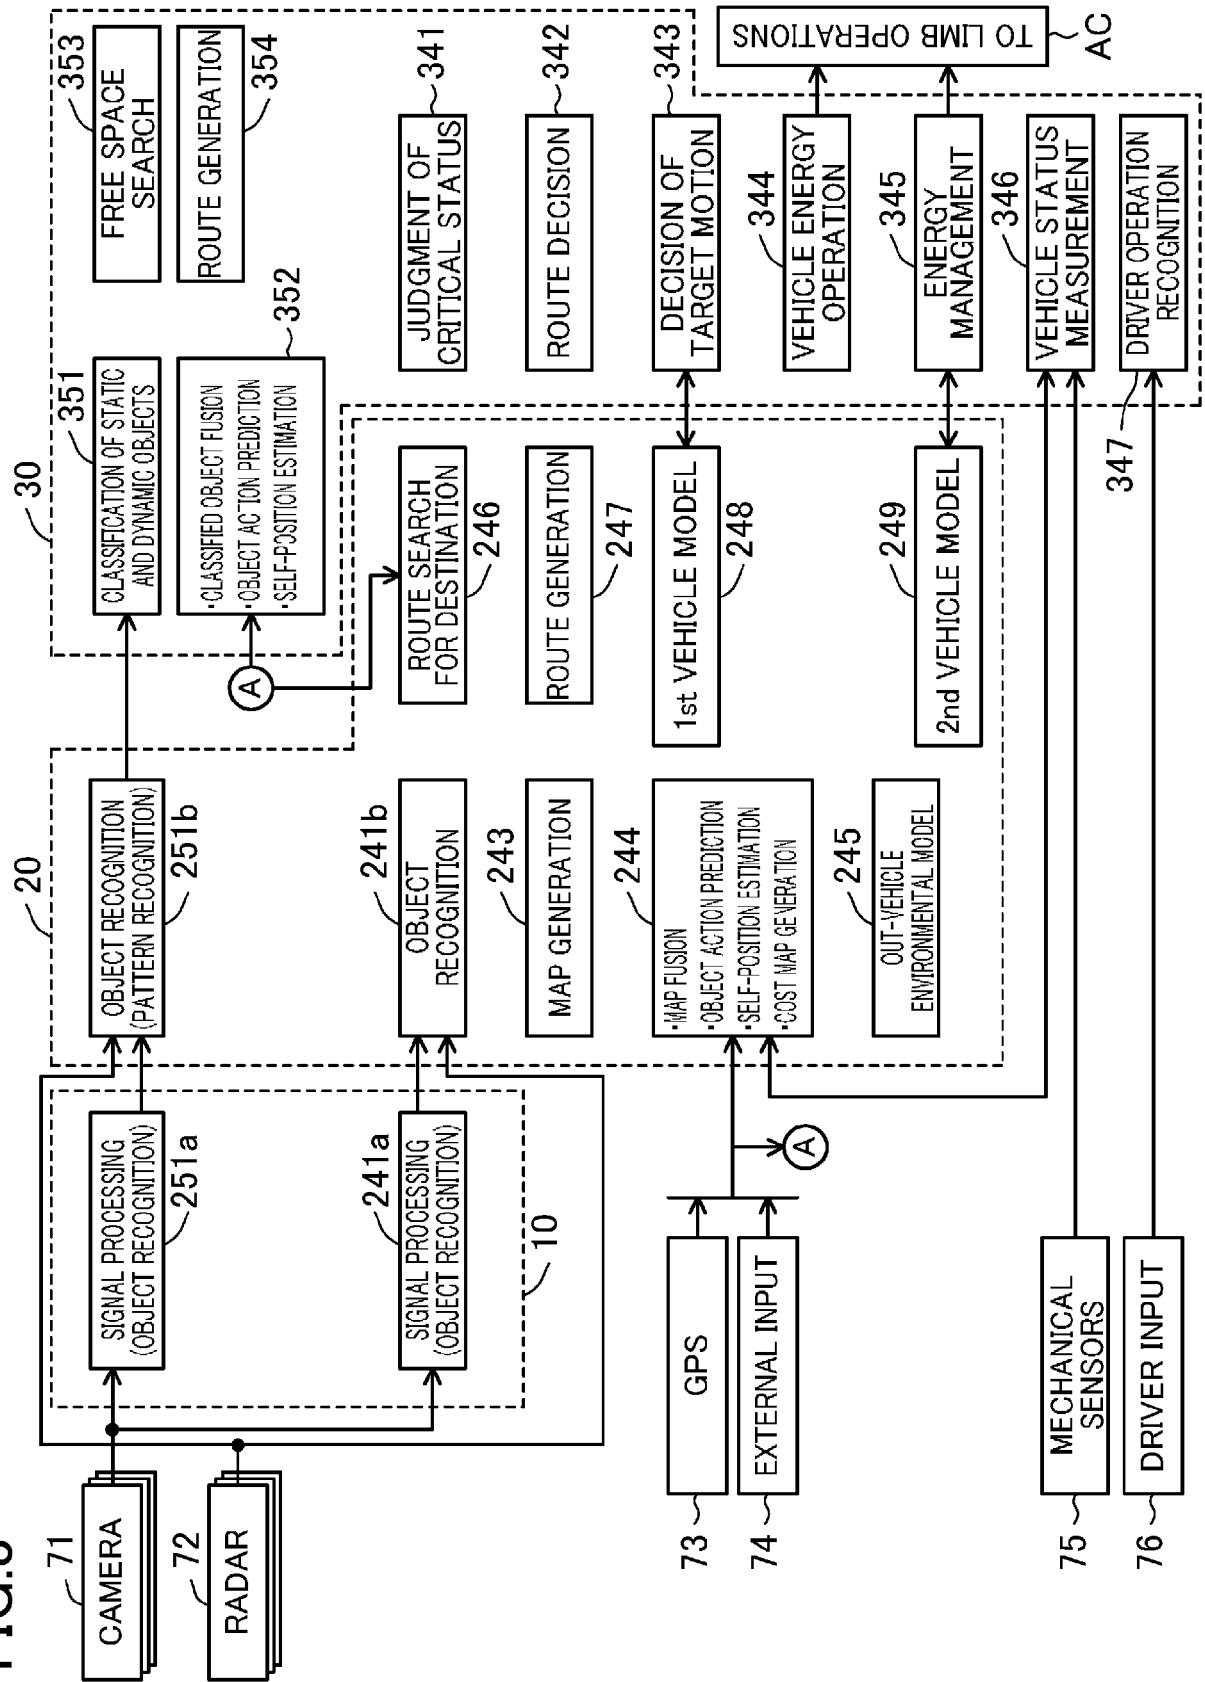 71
CAMERA
72
RADAR
73
GPS
74
EXTERNAL INPUT
75
MECHANICAL
SENSORS
76
DRIVER INPUT
10
SIGNAL PROCESSING
(OBJECT RECOGNITION)
251a
SIGNAL PROCESSING
(OBJECT RECOGNITION)
241a
A
20
OBJECT RECOGNITION
(PATTERN RECOGNITION)
251b
241b
OBJECT
RECOGNITION
243
MAP GENERATION
244
・MAP FUSION
・OBJECT ACTION PREDICTION
・SELF-POSITION ESTIMATION
・COST MAP GENERATION
245
OUT-VEHICLE
ENVIRONMENTAL MODEL
A
ROUTE SEARCH
FOR DESTINATION
246
ROUTE GENERATION
247
1st VEHICLE MODEL
248
249
2nd VEHICLE MODEL
30
351
CLASSIFICATION OF STATIC
AND DYNAMIC OBJECTS
352
・CLASSIFIED OBJECT FUSION
・OBJECT ACTION PREDICTION
・SELF-POSITION ESTIMATION
353
FREE SPACE
SEARCH
354
ROUTE GENERATION
341
JUDGMENT OF
CRITICAL STATUS
342
ROUTE DECISION
343
DECISION OF
TARGET MOTION
344
VEHICLE ENERGY
OPERATION
345
ENERGY
MANAGEMENT
346
VEHICLE STATUS
MEASUREMENT
347
DRIVER OPERATION
RECOGNITION
TO LIMB OPERATIONS
AC